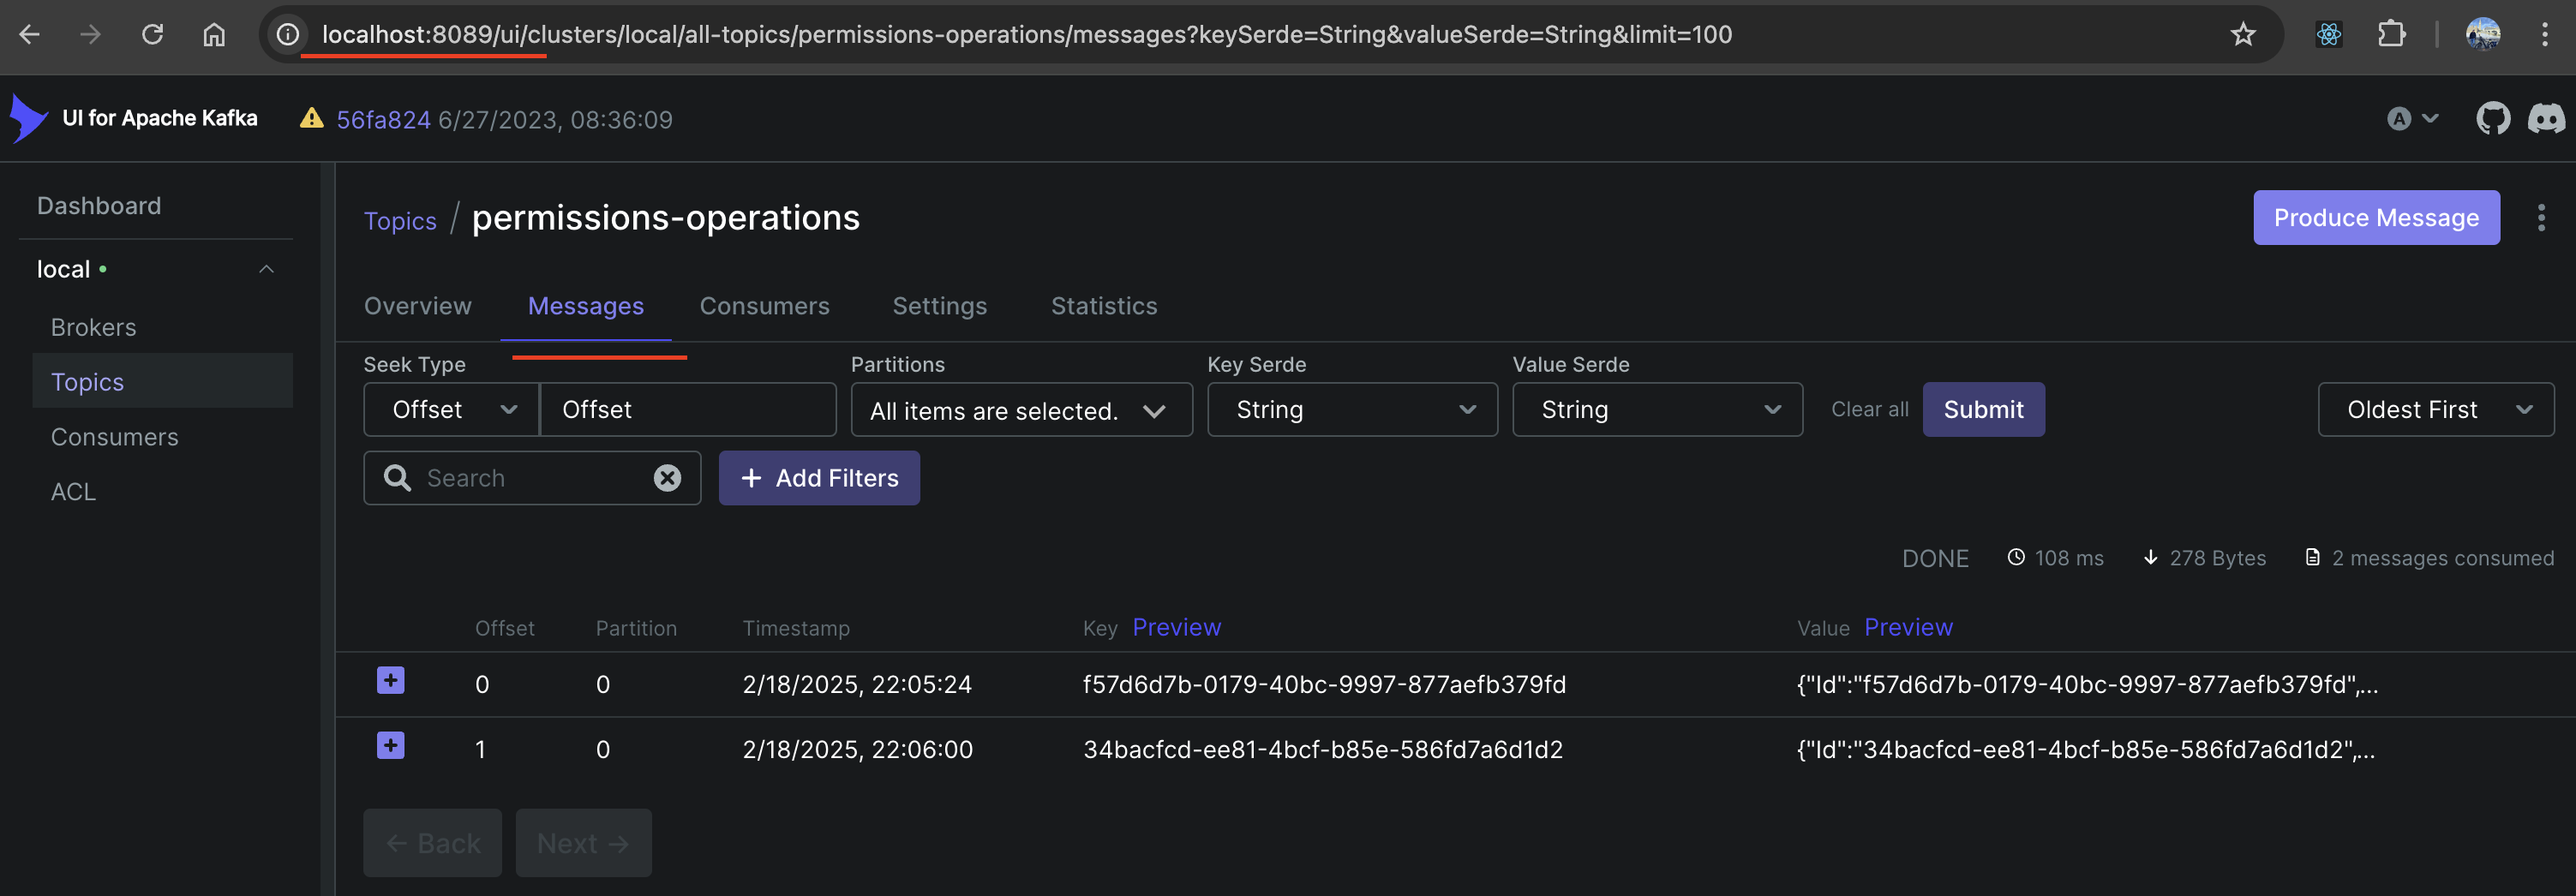 localhost:8089/ui/clusters/local/all-topics/permissions-operations/messages?keySerde=String&valueSerde=String&limit=100
UI for Apache Kafka 56fa824 6/27/2023, 08:36:09 A
Dashboard
local
Brokers
Topics
Consumers
ACL
Topics / permissions-operations Produce Message
Overview Messages Consumers Settings Statistics
Seek Type Partitions Key Serde Value Serde
Offset Offset All items are selected. String String Clear all Submit Oldest First
Search + Add Filters
DONE 108 ms 278 Bytes 2 messages consumed
Offset Partition Timestamp Key Preview Value Preview
0 0 2/18/2025, 22:05:24 f57d6d7b-0179-40bc-9997-877aefb379fd {"Id":"f57d6d7b-0179-40bc-9997-877aefb379fd",...
1 0 2/18/2025, 22:06:00 34bacfcd-ee81-4bcf-b85e-586fd7a6d1d2 {"Id":"34bacfcd-ee81-4bcf-b85e-586fd7a6d1d2",...
← Back Next →